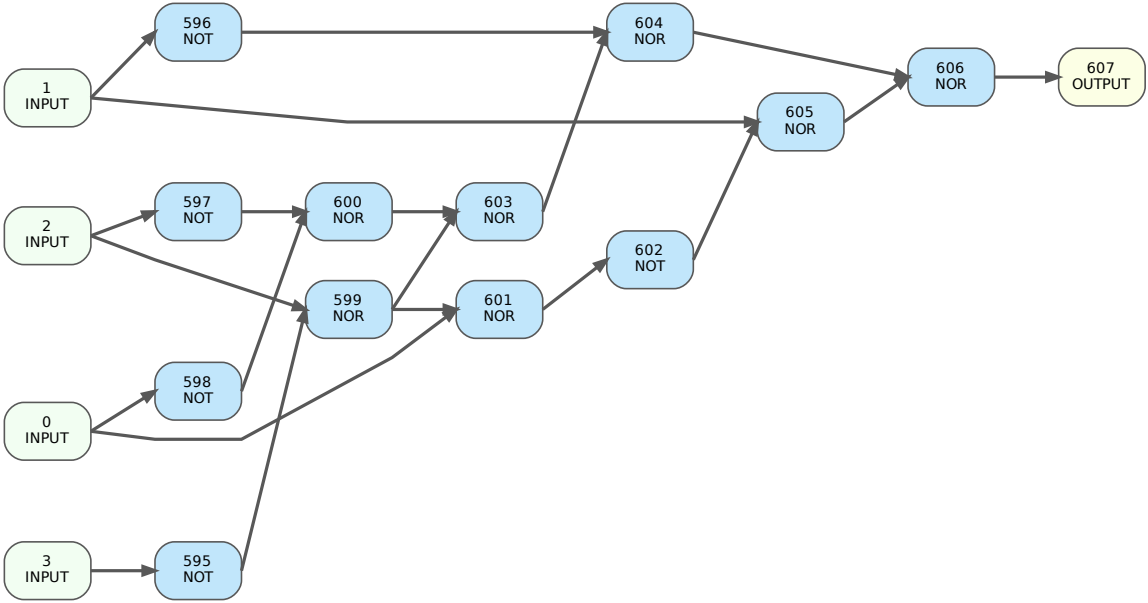 596
NOT
604
NOR
1
INPUT
606
NOR
607
OUTPUT
605
NOR
597
NOT
600
NOR
603
NOR
2
INPUT
602
NOT
599
NOR
601
NOR
598
NOT
0
INPUT
3
INPUT
595
NOT